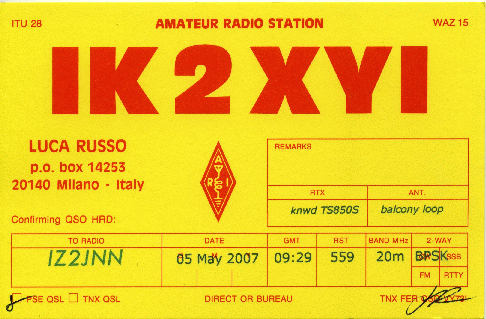 ITU 28 AMATEUR RADIO STATION WAZ 15
IK2XYI
LUCA RUSSO
p.o. box 14253
20140 Milano - Italy
ARI
REMARKS
RTX ANT.
knwd TS850S balcony loop
Confirming QSO HRD:
TO RADIO DATE GMT RST BAND MHz 2-WAY
IZ2JNN 05 May 2007 09:29 559 20m BPSK SSB
FM RTTY
PSE QSL TNX QSL DIRECT OR BUREAU TNX FER QSO